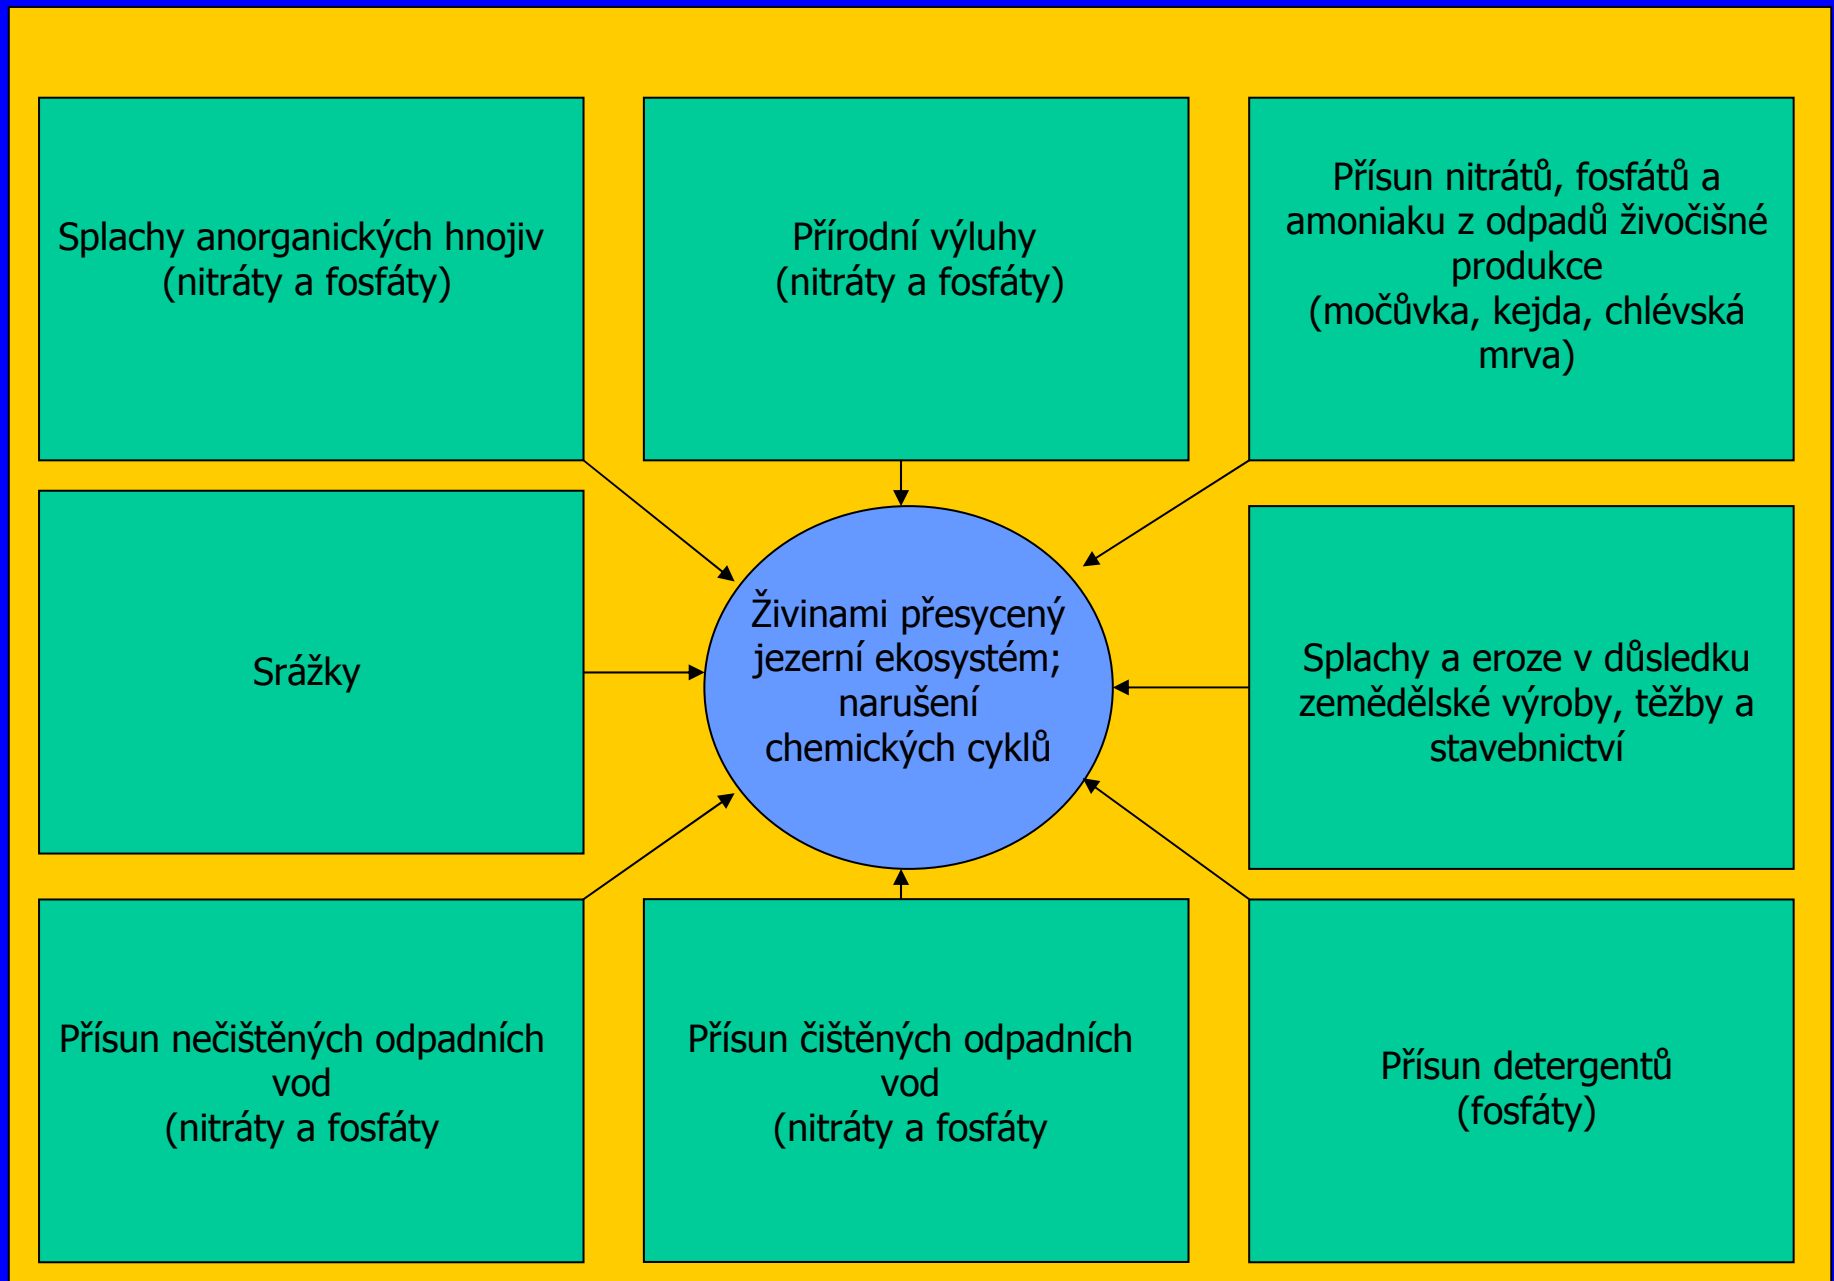 Splachy anorganických hnojiv
(nitráty a fosfáty)
Přírodní výluhy
(nitráty a fosfáty)
Přísun nitrátů, fosfátů a
amoniaku z odpadů živočišné
produkce
(močůvka, kejda, chlévská
mrva)
Srážky
Živinami přesycený
jezerní ekosystém;
narušení
chemických cyklů
Splachy a eroze v důsledku
zemědělské výroby, těžby a
stavebnictví
Přísun nečištěných odpadních
vod
(nitráty a fosfáty
Přísun čištěných odpadních
vod
(nitráty a fosfáty
Přísun detergentů
(fosfáty)